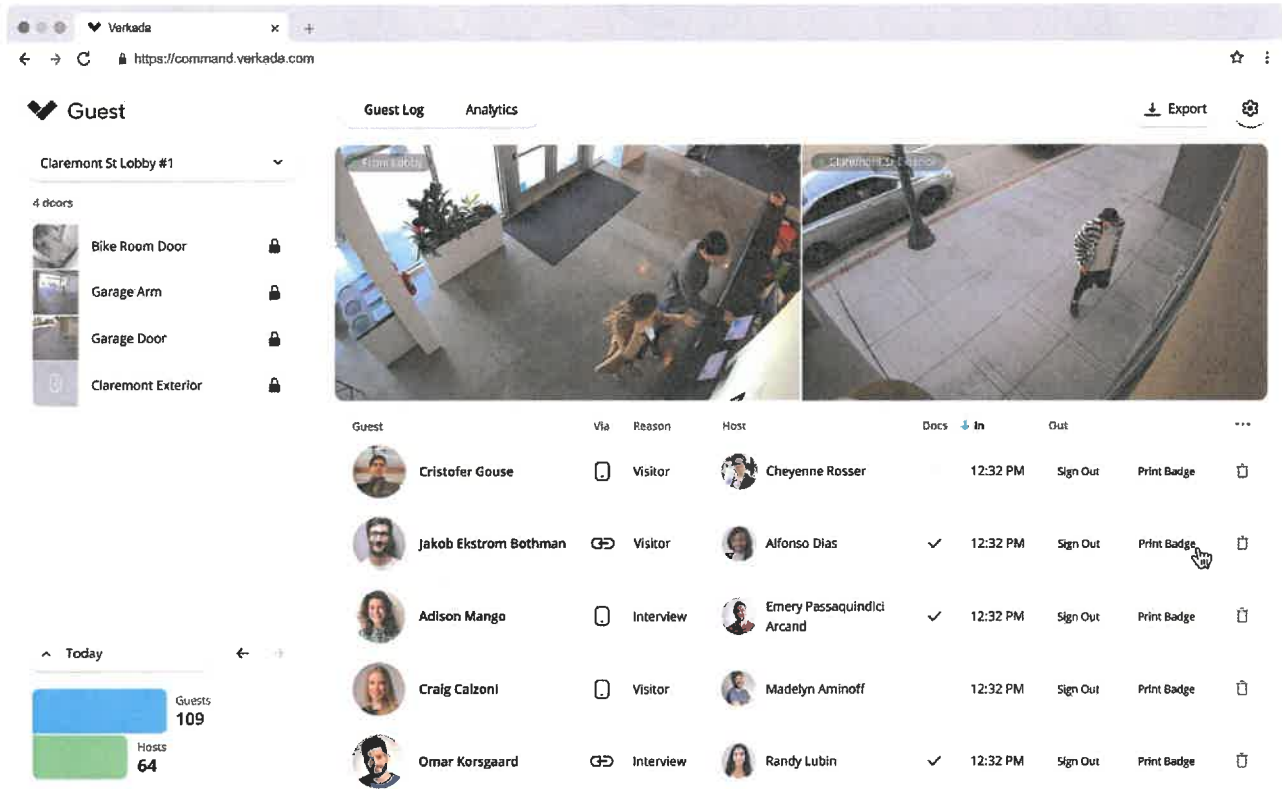 Verkada
https://command.verkada.com
Guest
Guest Log
Analytics
Export
Claremont St Lobby #1
4 doors
Bike Room Door
Garage Arm
Garage Door
Claremont Exterior
Front Lobby
Claremont St Exterior
Guest Via Reason Host Docs In Out
Cristofer Gouse Visitor Cheyenne Rosser 12:32 PM Sign Out Print Badge
Jakob Ekstrom Bothman Visitor Alfonso Dias 12:32 PM Sign Out Print Badge
Adison Mango Interview Emery Passaquindici Arcand 12:32 PM Sign Out Print Badge
Craig Calzoni Visitor Madelyn Aminoff 12:32 PM Sign Out Print Badge
Omar Korsgaard Interview Randy Lubin 12:32 PM Sign Out Print Badge
Today
Guests
109
Hosts
64